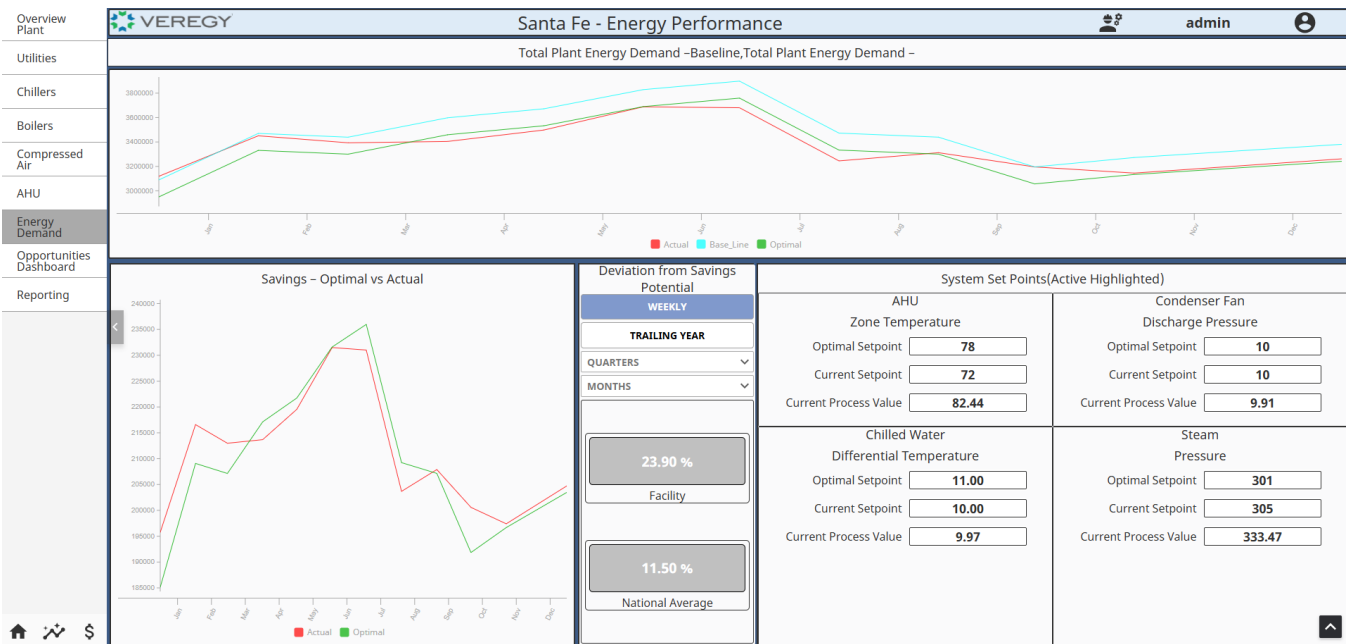 Overview
Plant
Utilities
Chillers
Boilers
Compressed
Air
AHU
Energy
Demand
Opportunities
Dashboard
Reporting
VEREGY
Santa Fe - Energy Performance
admin
Total Plant Energy Demand –Baseline,Total Plant Energy Demand –
3800000
3600000
3400000
3200000
3000000
Jan Feb Mar Apr May Jun Jul Aug Sep Oct Nov Dec
Actual Base_Line Optimal
Savings – Optimal vs Actual
240000
235000
230000
225000
220000
215000
210000
205000
200000
195000
190000
185000
Jan Feb Mar Apr May Jun Jul Aug Sep Oct Nov Dec
Actual Optimal
Deviation from Savings
Potential
WEEKLY
TRAILING YEAR
QUARTERS
MONTHS
23.90 %
Facility
11.50 %
National Average
System Set Points(Active Highlighted)
AHU
Zone Temperature
Optimal Setpoint 78
Current Setpoint 72
Current Process Value 82.44
Condenser Fan
Discharge Pressure
Optimal Setpoint 10
Current Setpoint 10
Current Process Value 9.91
Chilled Water
Differential Temperature
Optimal Setpoint 11.00
Current Setpoint 10.00
Current Process Value 9.97
Steam
Pressure
Optimal Setpoint 301
Current Setpoint 305
Current Process Value 333.47